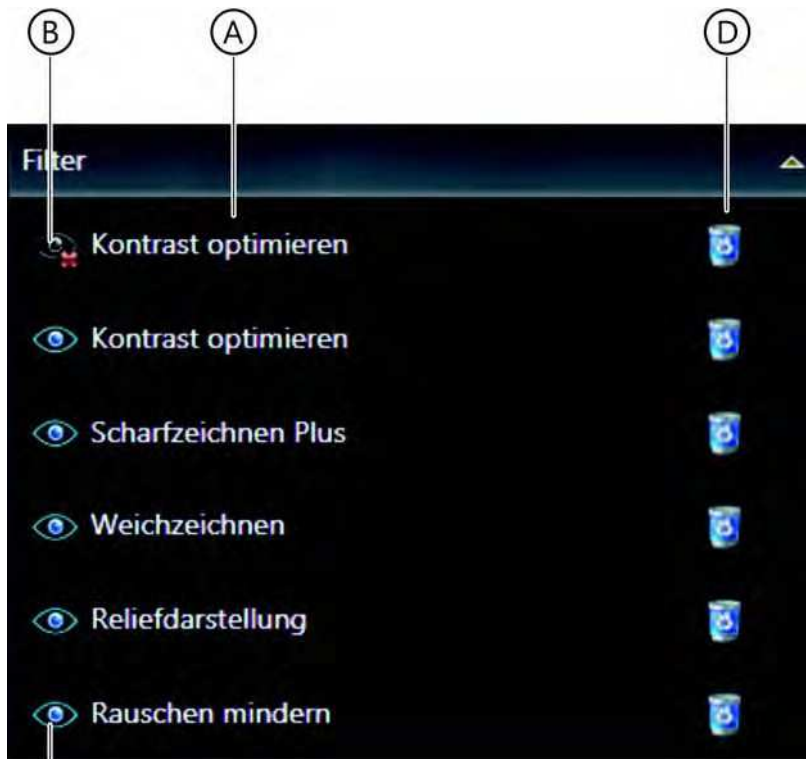 B A D
Filter
Kontrast optimieren
Kontrast optimieren
Scharfzeichnen Plus
Weichzeichnen
Reliefdarstellung
Rauschen mindern